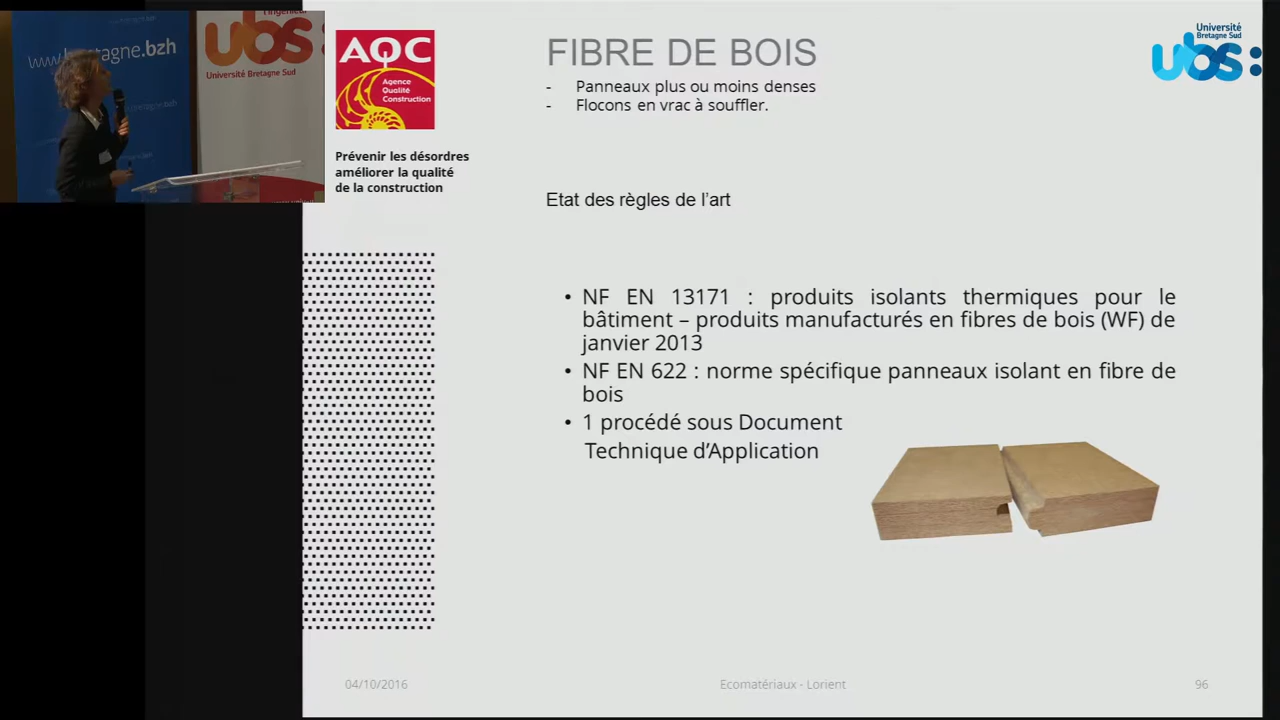 www.bretagne.bzh
l'ingénieur
ubs:
Université Bretagne Sud
AQC
Agence
Qualité
Construction
Prévenir les désordres
améliorer la qualité
de la construction
FIBRE DE BOIS
- Panneaux plus ou moins denses
- Flocons en vrac à souffler.
Université
Bretagne Sud
ubs:
Etat des règles de l'art
• NF EN 13171 : produits isolants thermiques pour le
bâtiment – produits manufacturés en fibres de bois (WF) de
janvier 2013
• NF EN 622 : norme spécifique panneaux isolant en fibre de
bois
• 1 procédé sous Document
Technique d'Application
04/10/2016
Ecomatériaux - Lorient
96